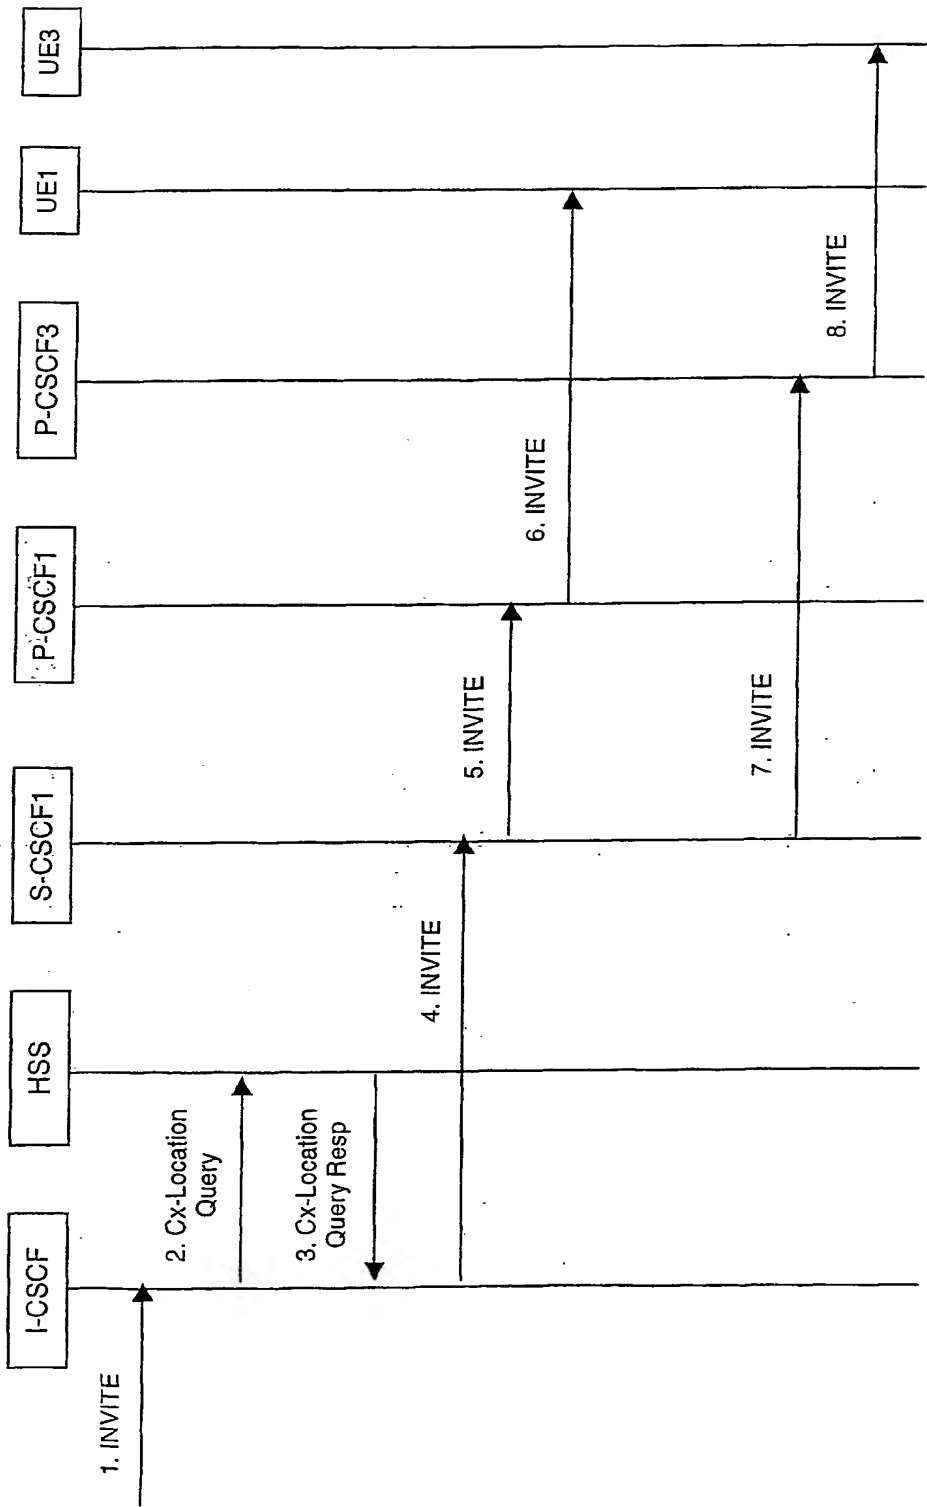 I-CSCF
HSS
S-CSCF1
P-CSCF1
P-CSCF3
UE1
UE3
1. INVITE
2. Cx-Location
Query
3. Cx-Location
Query Resp
4. INVITE
5. INVITE
6. INVITE
7. INVITE
8. INVITE